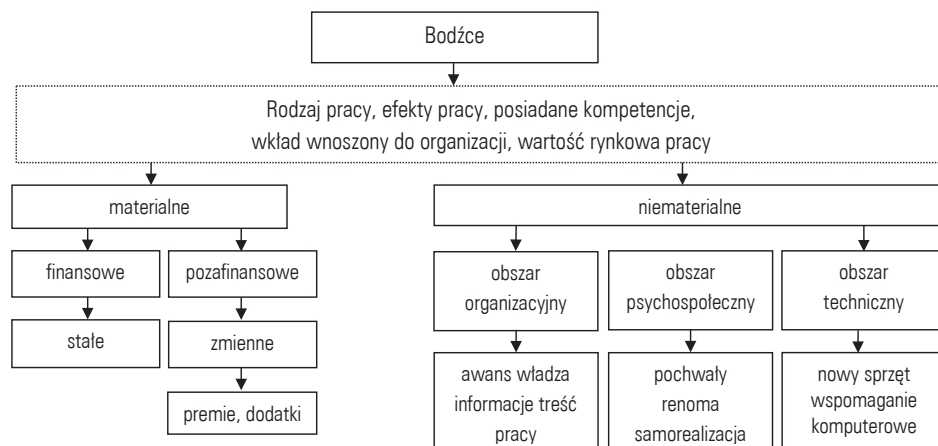 Bodźce
Rodzaj pracy, efekty pracy, posiadane kompetencje,
wkład wnoszony do organizacji, wartość rynkowa pracy
materialne
niematerialne
finansowe
pozafinansowe
stałe
zmienne
premie, dodatki
obszar
organizacyjny
obszar
psychospołeczny
obszar
techniczny
awans władza
informacje treść
pracy
pochwały
renoma
samorealizacja
nowy sprzęt
wspomaganie
komputerowe